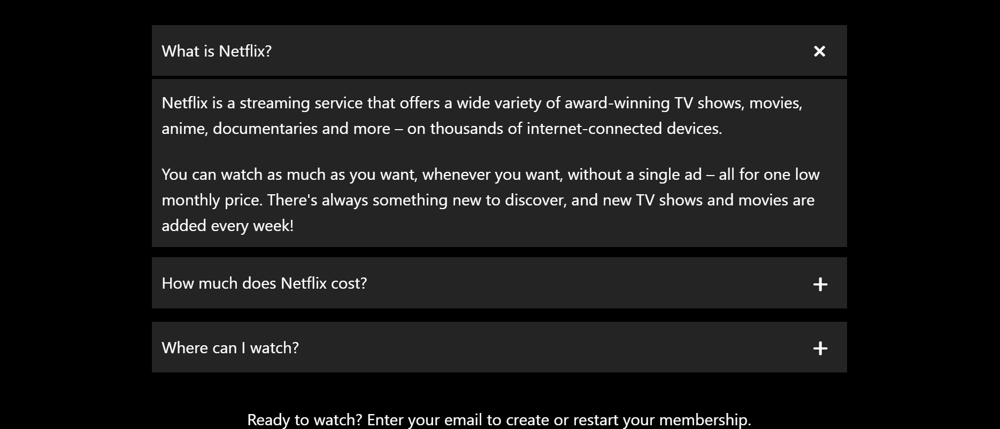 What is Netflix?
Netflix is a streaming service that offers a wide variety of award-winning TV shows, movies,
anime, documentaries and more – on thousands of internet-connected devices.
You can watch as much as you want, whenever you want, without a single ad – all for one low
monthly price. There's always something new to discover, and new TV shows and movies are
added every week!
How much does Netflix cost?
Where can I watch?
Ready to watch? Enter your email to create or restart your membership.